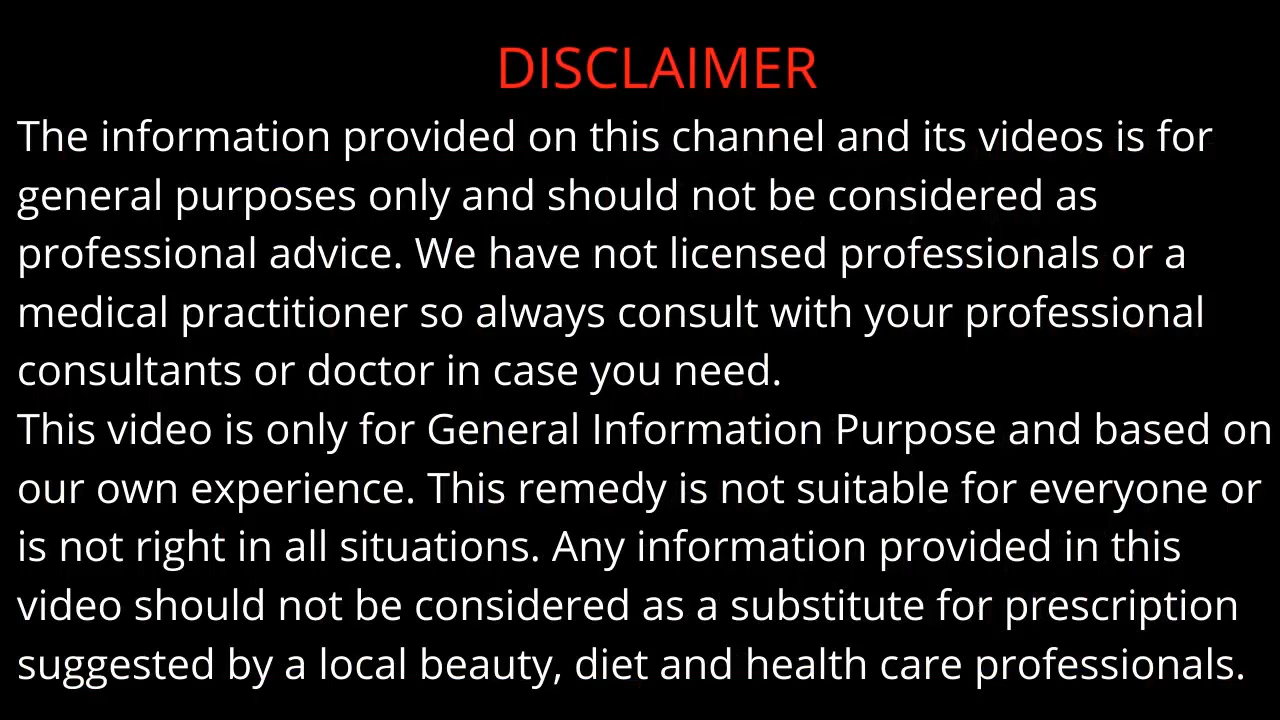 DISCLAIMER
The information provided on this channel and its videos is for
general purposes only and should not be considered as
professional advice. We have not licensed professionals or a
medical practitioner so always consult with your professional
consultants or doctor in case you need.
This video is only for General Information Purpose and based on
our own experience. This remedy is not suitable for everyone or
is not right in all situations. Any information provided in this
video should not be considered as a substitute for prescription
suggested by a local beauty, diet and health care professionals.